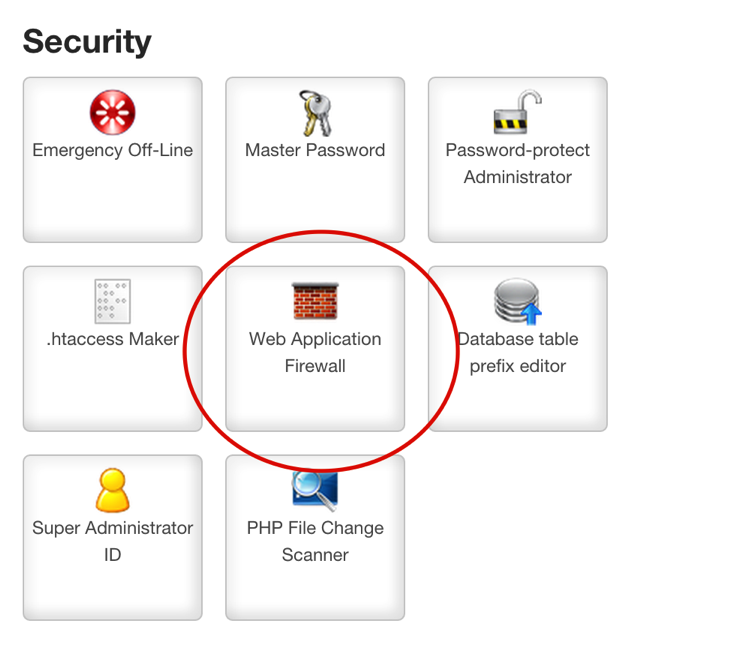 Security
Emergency Off-Line
Master Password
Password-protect
Administrator
.htaccess Maker
Web Application
Firewall
Database table
prefix editor
Super Administrator
ID
PHP File Change
Scanner